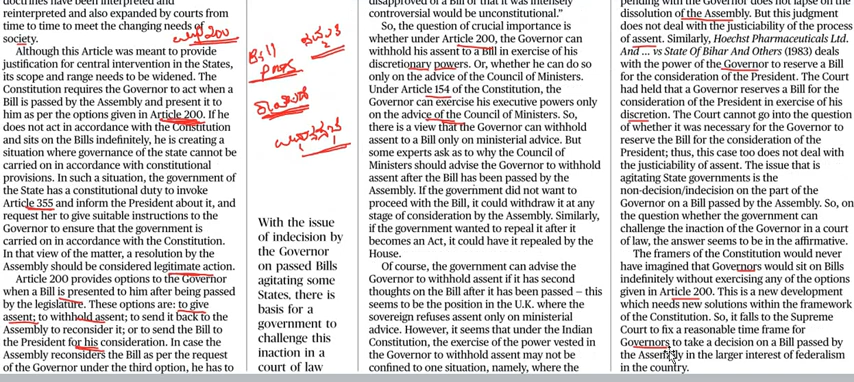 doctrines have been interpreted and
reinterpreted and also expanded by courts from
time to time to meet the changing needs of
society.
Although this Article was meant to provide
justification for central intervention in the States,
its scope and range needs to be widened. The
Constitution requires the Governor to act when a
Bill is passed by the Assembly and present it to
him as per the options given in Article 200. If he
does not act in accordance with the Constitution
and sits on the Bills indefinitely, he is creating a
situation where governance of the state cannot be
carried on in accordance with constitutional
provisions. In such a situation, the government of
the State has a constitutional duty to invoke
Article 355 and inform the President about it, and
request her to give suitable instructions to the
Governor to ensure that the government is
carried on in accordance with the Constitution.
In that view of the matter, a resolution by the
Assembly should be considered legitimate action.
Article 200 provides options to the Governor
when a Bill is presented to him after being passed
by the legislature. These options are: to give
assent; to withhold assent; to send it back to the
Assembly to reconsider it; or to send the Bill to
the President for his consideration. In case the
Assembly reconsiders the Bill as per the request
of the Governor under the third option, he has to
200
Bill
With the issue
of indecision by
the Governor
on passed Bills
agitating some
States, there is
basis for a
government to
challenge this
inaction in a
court of law
disapproved of a Bill or that it was intensely
controversial would be unconstitutional."
So, the question of crucial importance is
whether under Article 200, the Governor can
withhold his assent to a Bill in exercise of his
discretionary powers. Or, whether he can do so
only on the advice of the Council of Ministers.
Under Article 154 of the Constitution, the
Governor can exercise his executive powers only
on the advice of the Council of Ministers. So,
there is a view that the Governor can withhold
assent to a Bill only on ministerial advice. But
some experts ask as to why the Council of
Ministers should advise the Governor to withhold
assent after the Bill has been passed by the
Assembly. If the government did not want to
proceed with the Bill, it could withdraw it at any
stage of consideration by the Assembly. Similarly,
if the government wanted to repeal it after it
becomes an Act, it could have it repealed by the
House.
Of course, the government can advise the
Governor to withhold assent if it has second
thoughts on the Bill after it has been passed – this
seems to be the position in the U.K. where the
sovereign refuses assent only on ministerial
advice. However, it seems that under the Indian
Constitution, the exercise of the power vested in
the Governor to withhold assent may not be
confined to one situation, namely, where the
pending with the Governor does not lapse on the
dissolution of the Assembly. But this judgment
does not deal with the justiciability of the process
of assent. Similarly, Hoechst Pharmaceuticals Ltd.
And ... vs State Of Bihar And Others (1983) deals
with the power of the Governor to reserve a Bill
for the consideration of the President. The Court
had held that a Governor reserves a Bill for the
consideration of the President in exercise of his
discretion. The Court cannot go into the question
of whether it was necessary for the Governor to
reserve the Bill for the consideration of the
President; thus, this case too does not deal with
the justiciability of assent. The issue that is
agitating State governments is the
non-decision/indecision on the part of the
Governor on a Bill passed by the Assembly. So, on
the question whether the government can
challenge the inaction of the Governor in a court
of law, the answer seems to be in the affirmative.
The framers of the Constitution would never
have imagined that Governors would sit on Bills
indefinitely without exercising any of the options
given in Article 200. This is a new development
which needs new solutions within the framework
of the Constitution. So, it falls to the Supreme
Court to fix a reasonable time frame for
Governors to take a decision on a Bill passed by
the Assembly in the larger interest of federalism
in the country.